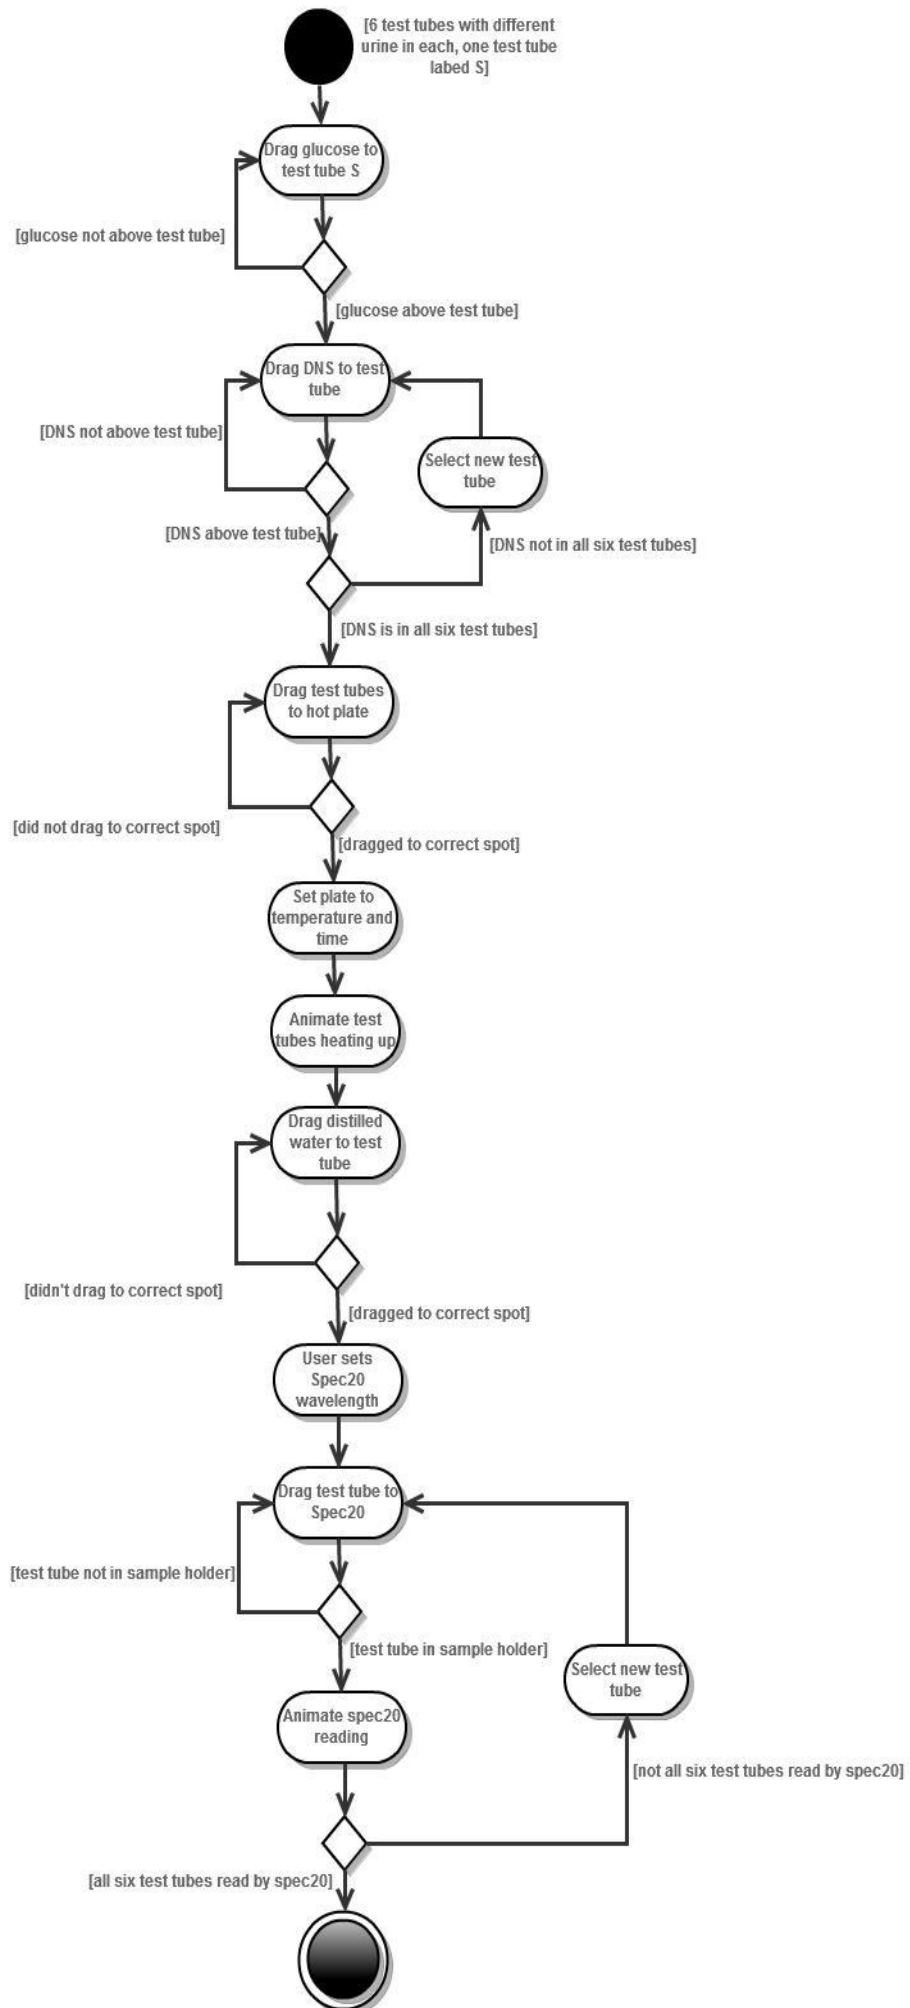 [6 test tubes with different
urine in each, one test tube
labed S]
Drag glucose to
test tube S
[glucose not above test tube]
[glucose above test tube]
Drag DNS to test
tube
[DNS not above test tube]
Select new test
tube
[DNS above test tube]
[DNS not in all six test tubes]
[DNS is in all six test tubes]
Drag test tubes
to hot plate
[did not drag to correct spot]
[dragged to correct spot]
Set plate to
temperature and
time
Animate test
tubes heating up
Drag distilled
water to test
tube
[didn't drag to correct spot]
[dragged to correct spot]
User sets
Spec20
wavelength
Drag test tube to
Spec20
[test tube not in sample holder]
[test tube in sample holder]
Select new test
tube
Animate spec20
reading
[not all six test tubes read by spec20]
[all six test tubes read by spec20]